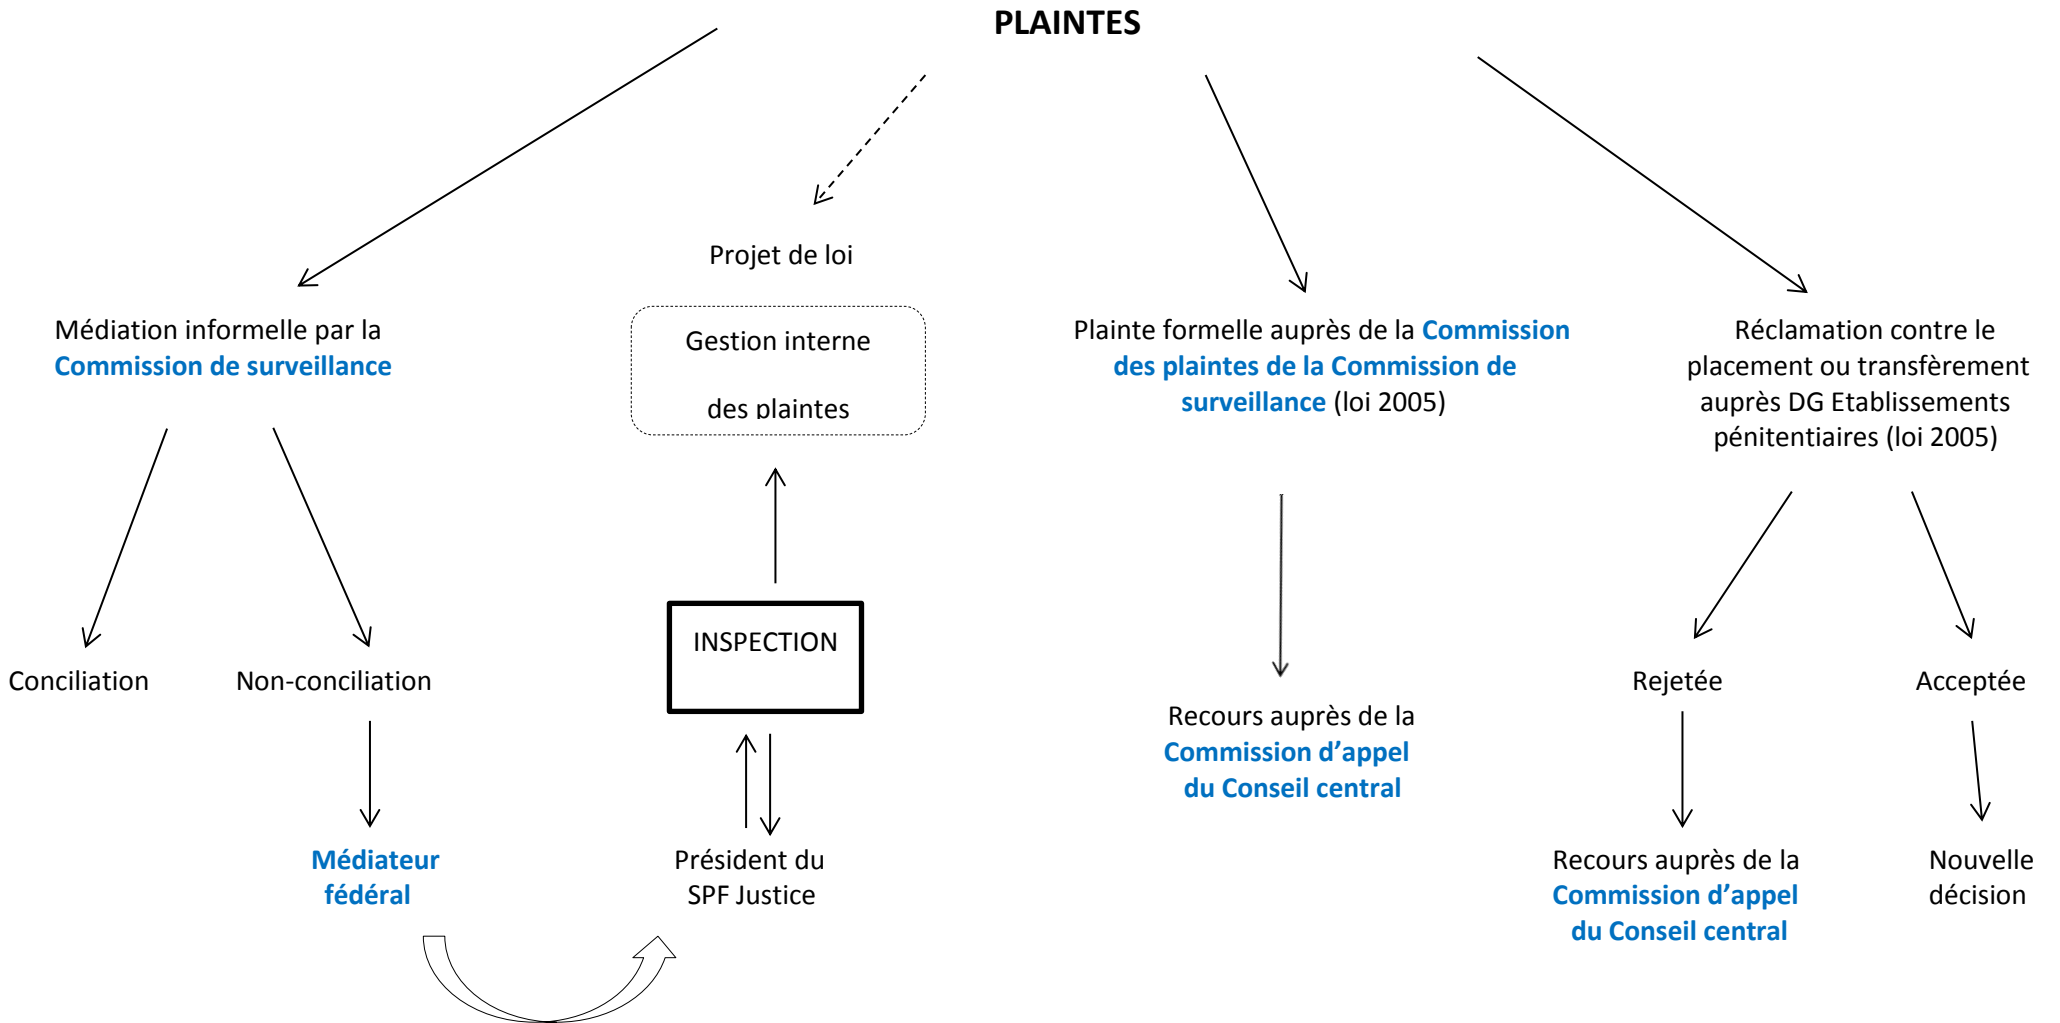 PLAINTES
Médiation informelle par la
Commission de surveillance
Conciliation
Non-conciliation
Médiateur
fédéral
Projet de loi
Gestion interne
des plaintes
INSPECTION
Président du
SPF Justice
Plainte formelle auprès de la Commission
des plaintes de la Commission de
surveillance (loi 2005)
Recours auprès de la
Commission d’appel
du Conseil central
Réclamation contre le
placement ou transfèrement
auprès DG Etablissements
pénitentiaires (loi 2005)
Rejetée
Acceptée
Recours auprès de la
Commission d’appel
du Conseil central
Nouvelle
décision